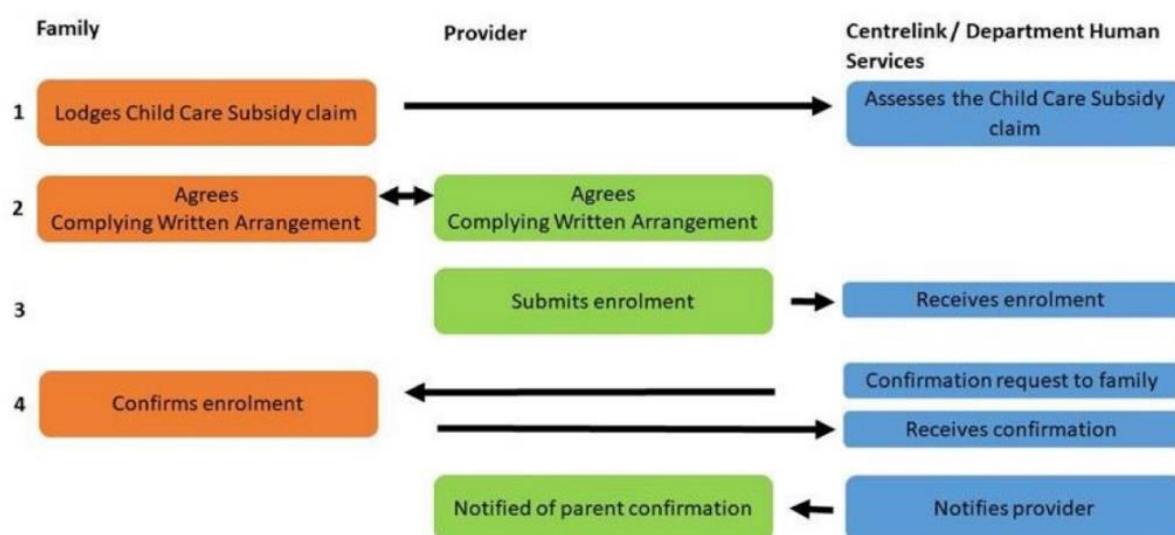 Family
Provider
Centrelink / Department Human
Services
1
Lodges Child Care Subsidy claim
Assesses the Child Care Subsidy
claim
2
Agrees
Complying Written Arrangement
Agrees
Complying Written Arrangement
3
Submits enrolment
Receives enrolment
4
Confirms enrolment
Confirmation request to family
Receives confirmation
Notified of parent confirmation
Notifies provider